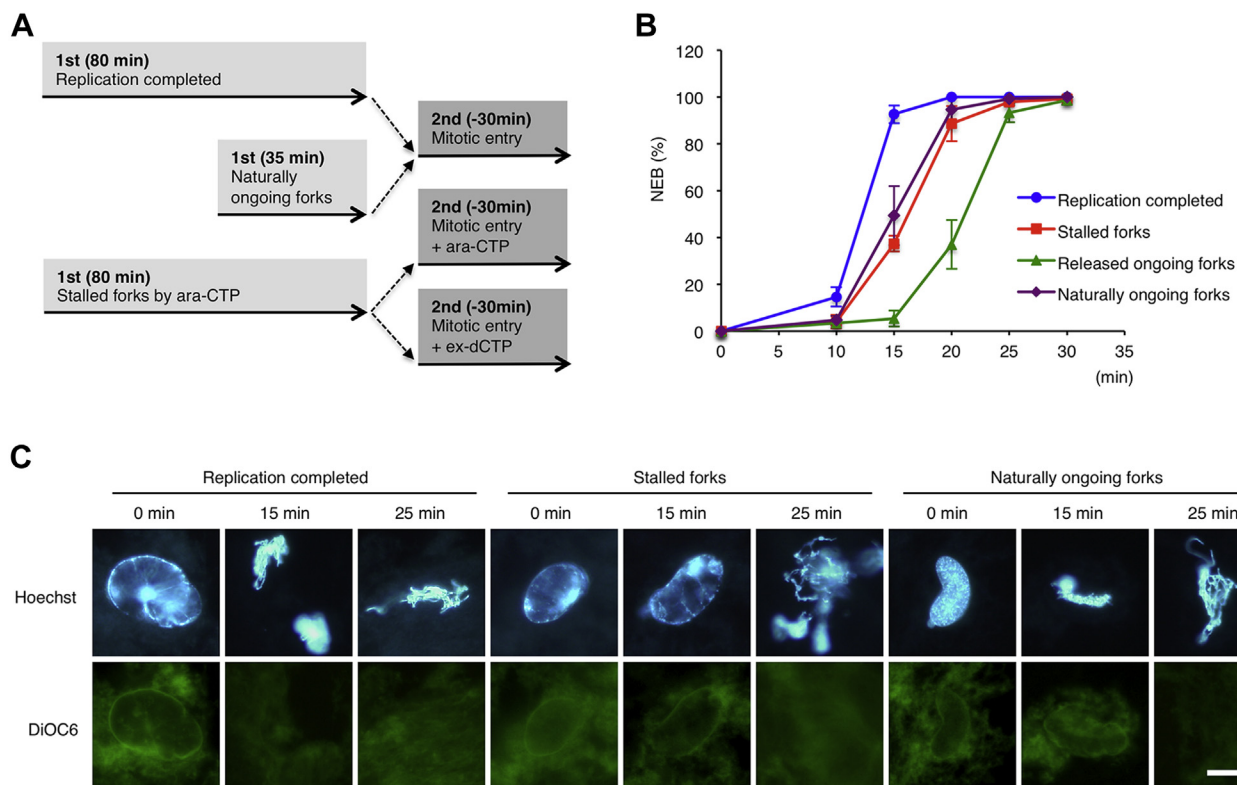 A
1st (80 min)
Replication completed
1st (35 min)
Naturally
ongoing forks
1st (80 min)
Stalled forks by ara-CTP
2nd (-30min)
Mitotic entry
2nd (-30min)
Mitotic entry
+ ara-CTP
2nd (-30min)
Mitotic entry
+ ex-dCTP
B
120
100
80
60
40
20
0
NEB (%)
0 5 10 15 20 25 30 35
(min)
Replication completed
Stalled forks
Released ongoing forks
Naturally ongoing forks
C
Replication completed Stalled forks Naturally ongoing forks
0 min 15 min 25 min 0 min 15 min 25 min 0 min 15 min 25 min
Hoechst
DiOC6